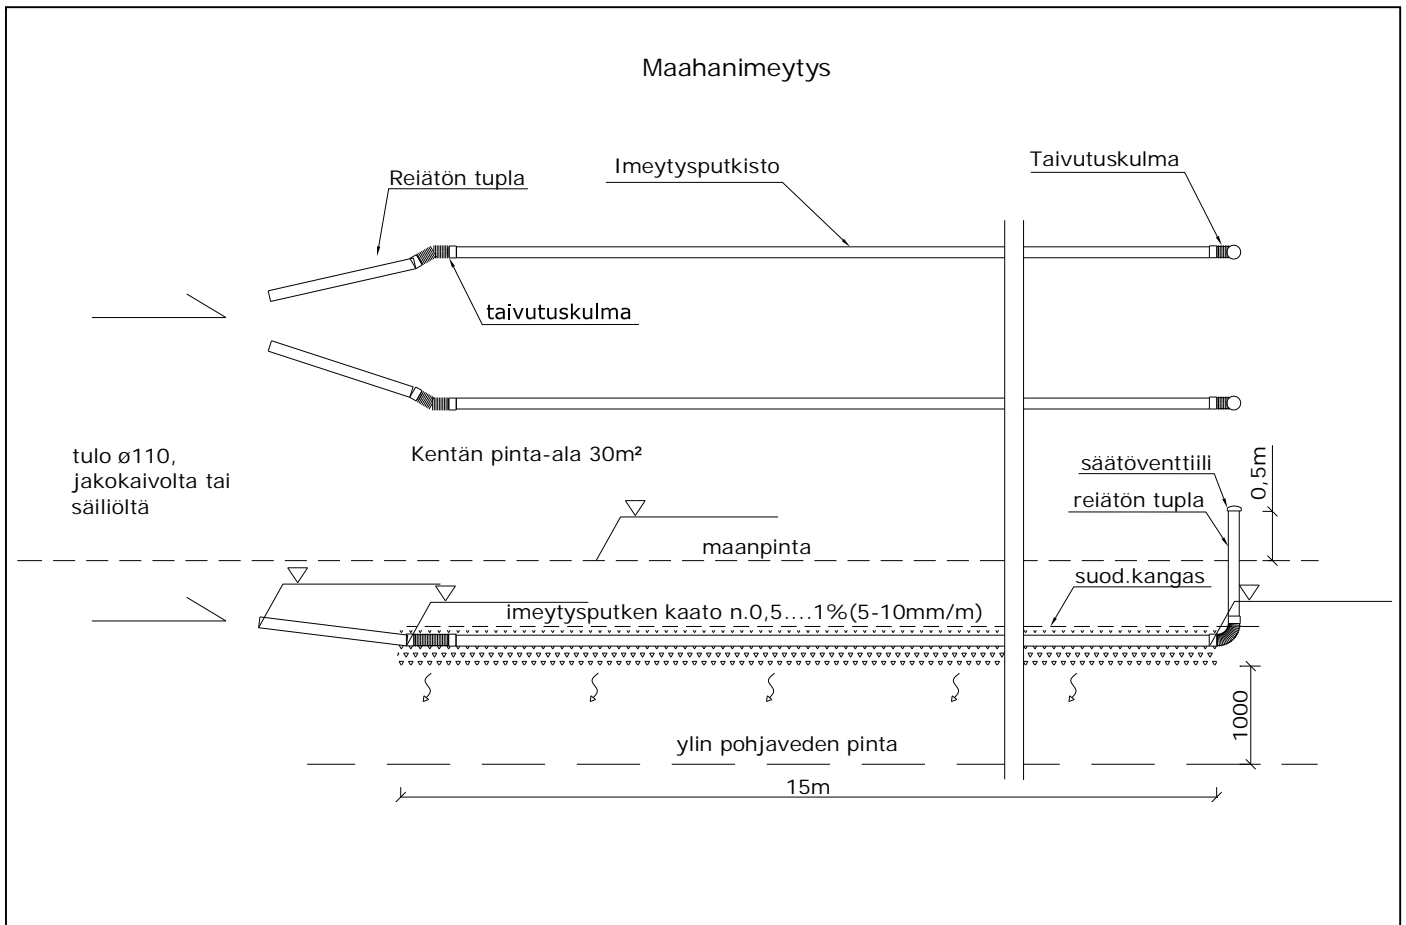 Maahanimeytys
Reiätön tupla
Imeytysputkisto
Taivutuskulma
taivutuskulma
tulo ø110,
jakokaivolta tai
säiliöltä
Kentän pinta-ala 30m²
säätöventtiili
0,5m
reiätön tupla
maanpinta
suod.kangas
imeytysputken kaato n.0,5....1%(5-10mm/m)
1000
ylin pohjaveden pinta
15m